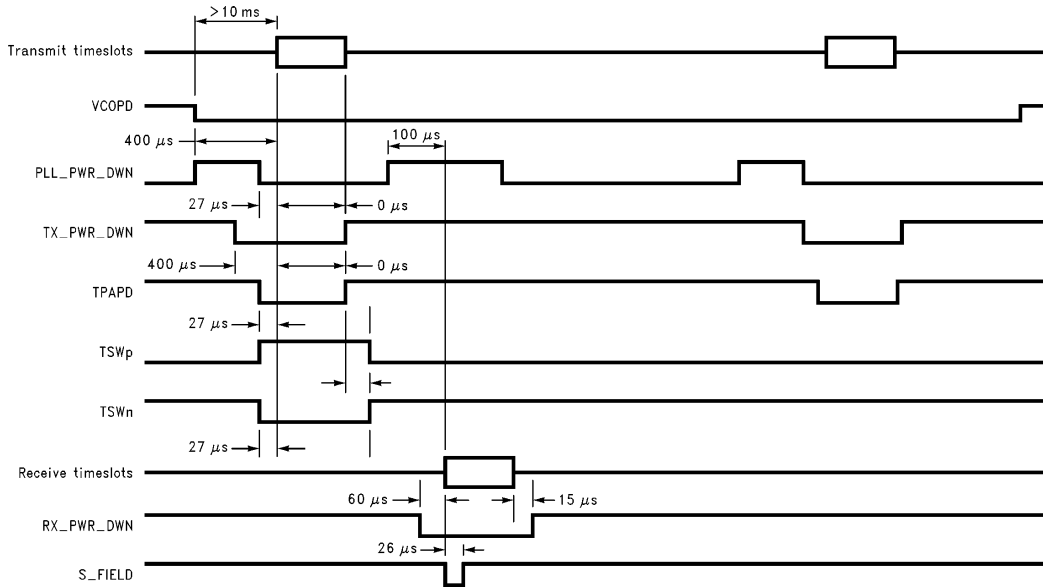 >10 ms
Transmit timeslots
VCOPD
400 μs
100 μs
PLL_PWR_DWN
27 μs
0 μs
TX_PWR_DWN
400 μs
0 μs
TPAPD
27 μs
TSWp
TSWn
27 μs
Receive timeslots
60 μs
15 μs
RX_PWR_DWN
26 μs
S_FIELD